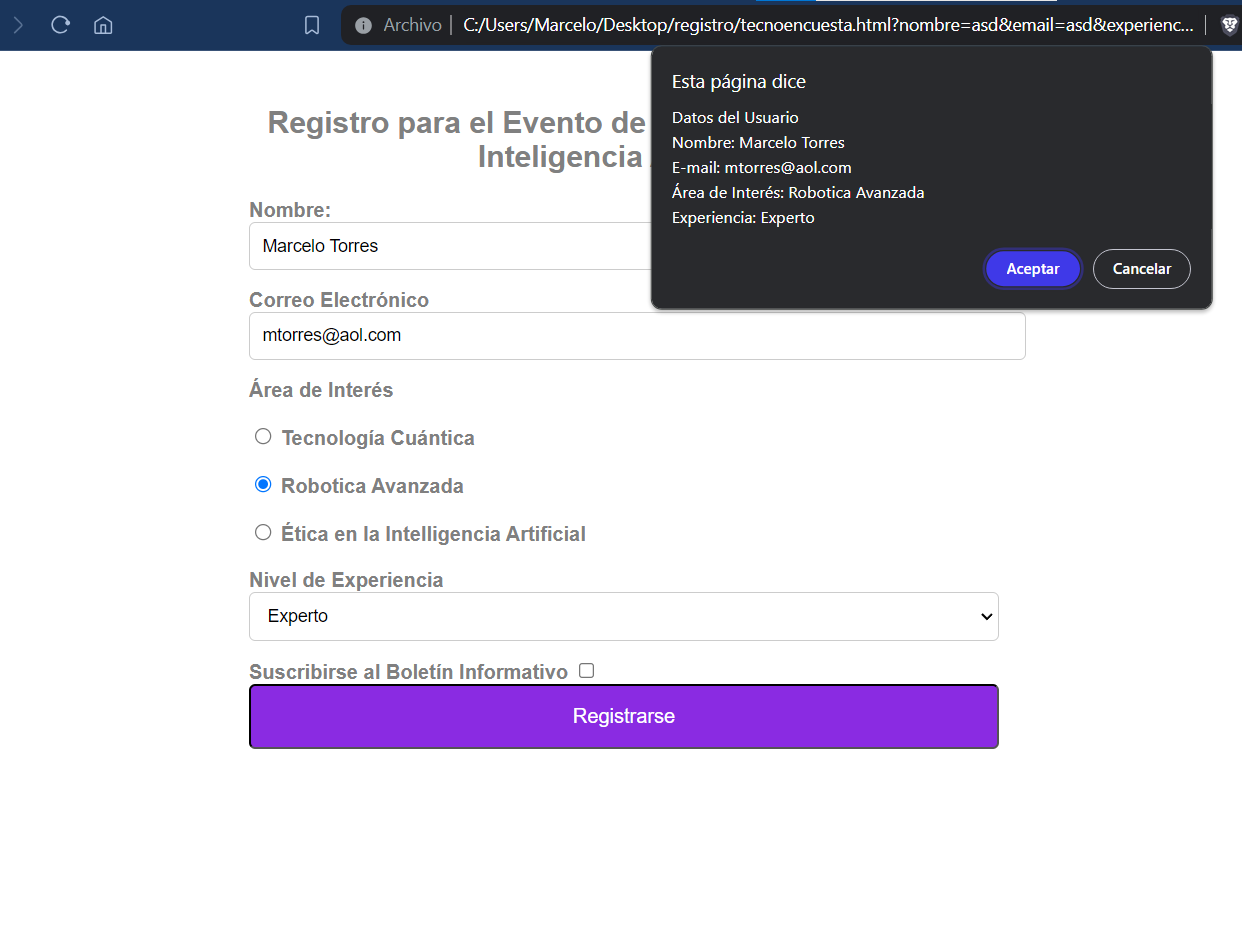 Archivo | C:/Users/Marcelo/Desktop/registro/tecnoencuesta.html?nombre=asd&email=asd&experienc...
Esta página dice
Datos del Usuario
Nombre: Marcelo Torres
E-mail: mtorres@aol.com
Área de Interés: Robotica Avanzada
Experiencia: Experto
Aceptar
Cancelar
Registro para el Evento de
Inteligencia
Nombre:
Marcelo Torres
Correo Electrónico
mtorres@aol.com
Área de Interés
Tecnología Cuántica
Robotica Avanzada
Ética en la Intelligencia Artificial
Nivel de Experiencia
Experto
Suscribirse al Boletín Informativo
Registrarse